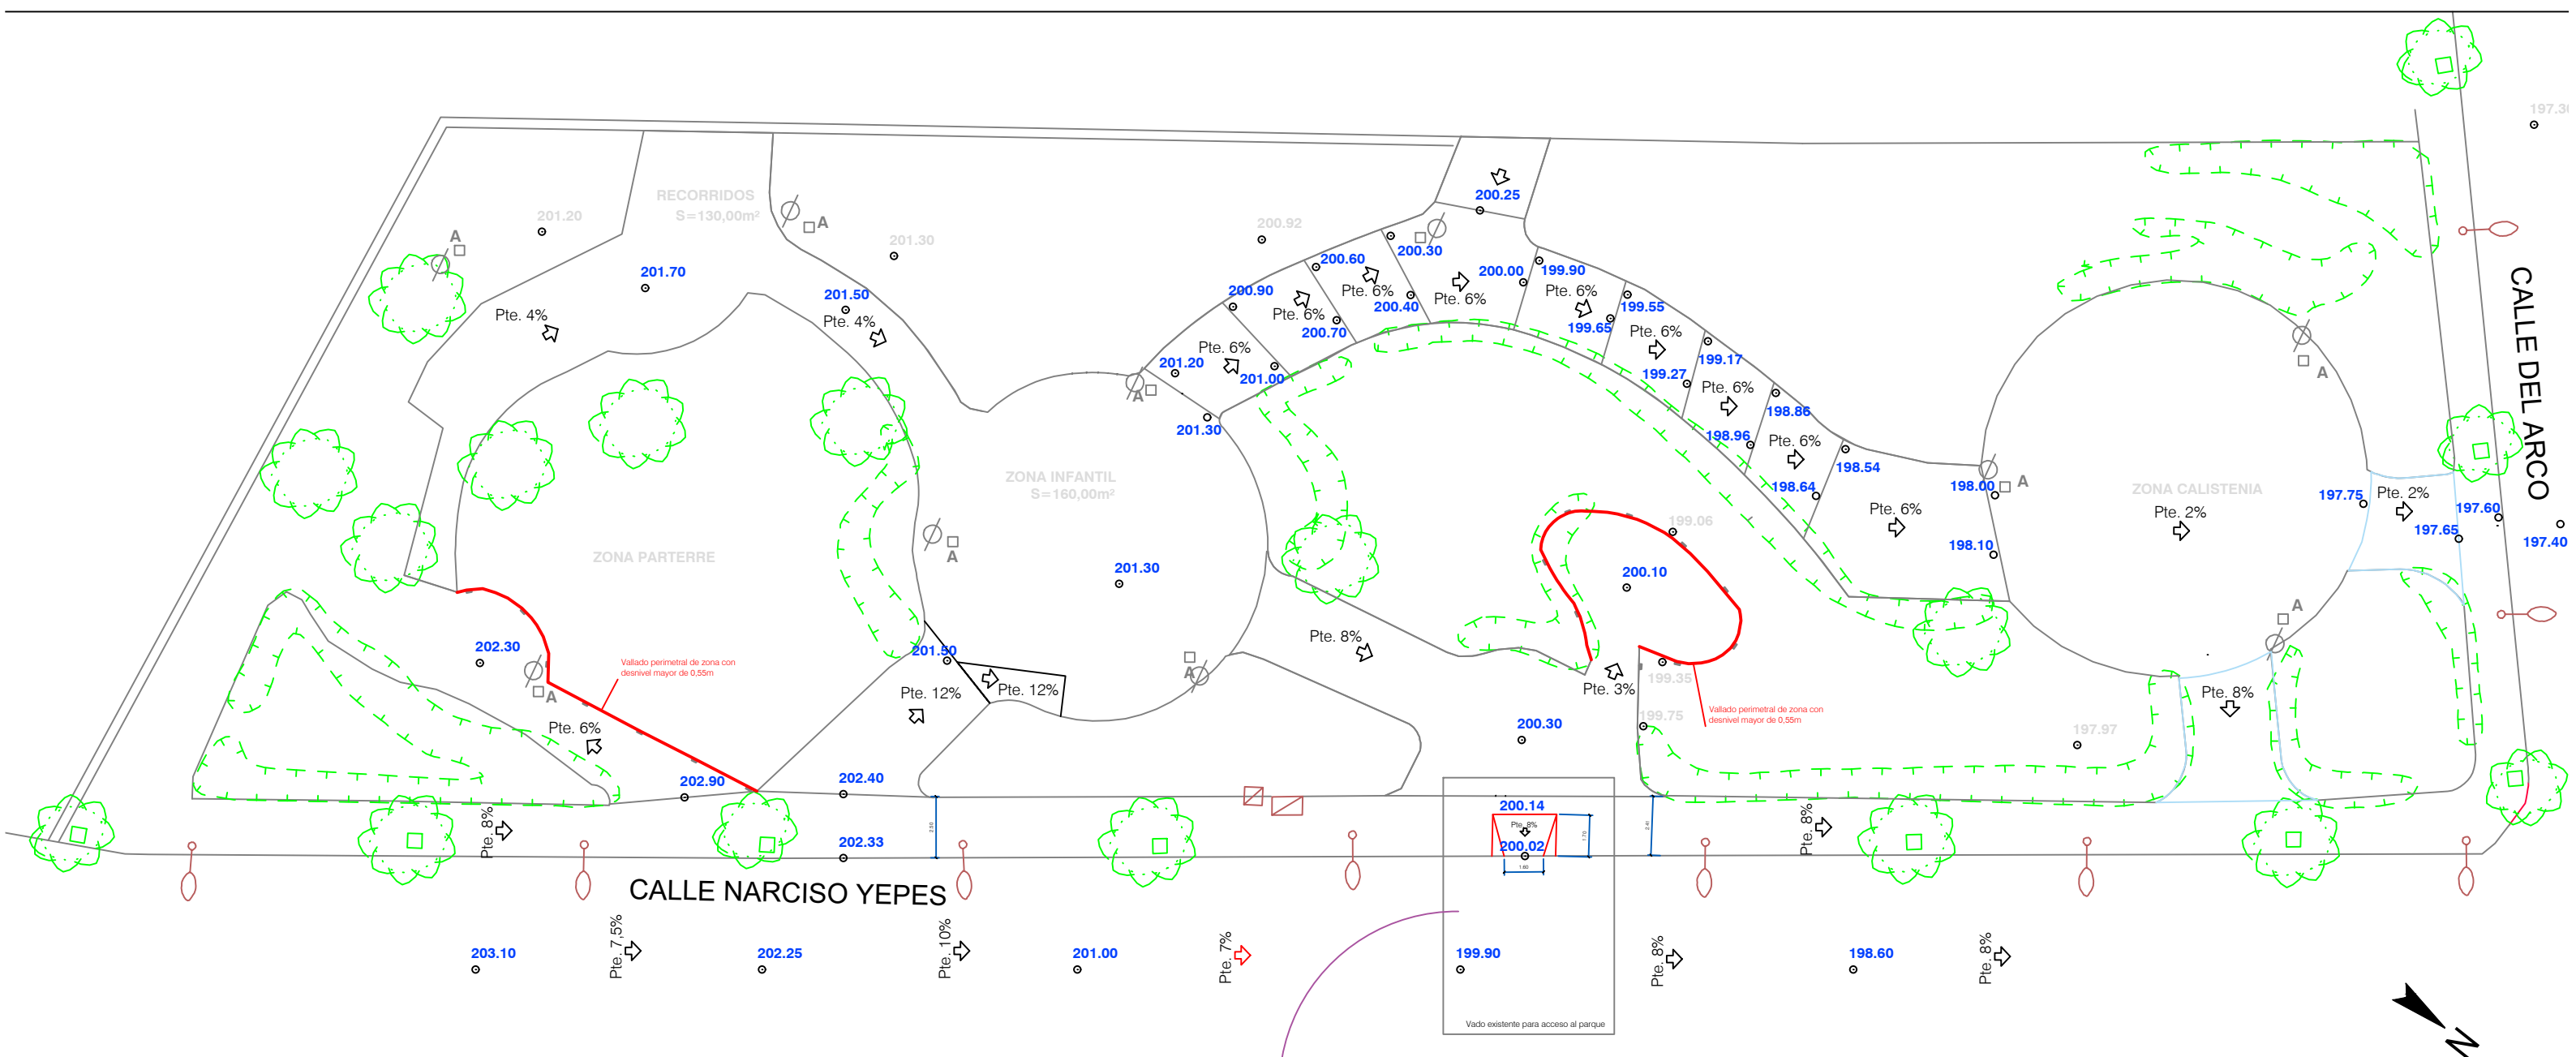 197.3
RECORRIDOS
S=130,00m²
201.20
A
A
201.30
200.92
200.25
201.70
201.50
Pte. 4%
Pte. 4%
200.90
200.60
200.30
200.00
199.90
Pte. 6%
Pte. 6%
Pte. 6%
Pte. 6%
200.70
200.40
199.55
199.65
Pte. 6%
201.20
Pte. 6%
201.00
A
199.17
199.27
Pte. 6%
A
201.30
198.86
198.96
Pte. 6%
198.54
198.64
CALLE DEL ARCO
ZONA INFANTIL
S=160,00m²
198.00
A
ZONA CALISTENIA
Pte. 2%
197.75
Pte. 2%
197.60
197.65
197.40
Pte. 6%
198.10
199.06
ZONA PARTERRE
A
201.30
200.10
A
202.30
Vallado perimetral de zona con
desnivel mayor de 0,55m
A
201.50
Pte. 12%
Pte. 12%
A
Pte. 8%
Pte. 3%
199.35
Vallado perimetral de zona con
desnivel mayor de 0,55m
199.75
200.30
197.97
Pte. 8%
Pte. 6%
202.90
202.40
Pte. 8%
202.33
2.50
200.14
Pte. 8%
200.02
1.70
1.60
2.41
Pte. 8%
CALLE NARCISO YEPES
203.10
Pte. 7,5%
202.25
Pte. 10%
201.00
Pte. 7%
199.90
Pte. 8%
198.60
Pte. 8%
Vado existente para acceso al parque
N